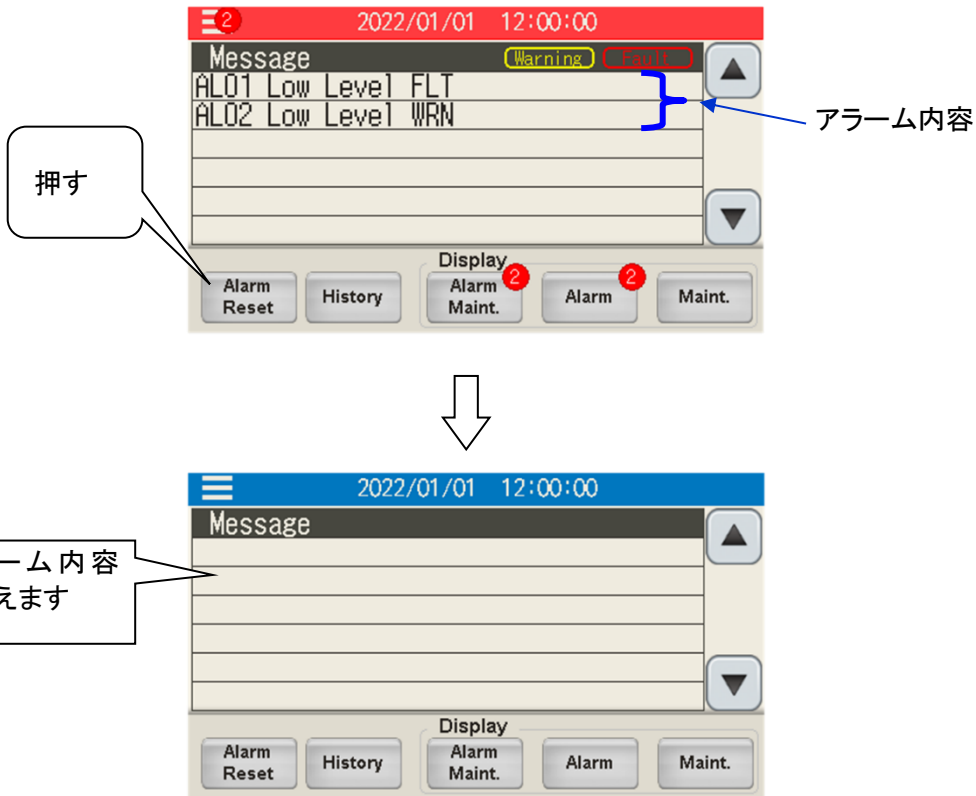 2 2022/01/01 12:00:00
Message Warning Fault
AL01 Low Level FLT
AL02 Low Level WRN
アラーム内容
押す
Display
Alarm Reset
History
Alarm Maint. 2
Alarm 2
Maint.
2022/01/01 12:00:00
Message
ーム内容
えます
Display
Alarm Reset
History
Alarm Maint.
Alarm
Maint.